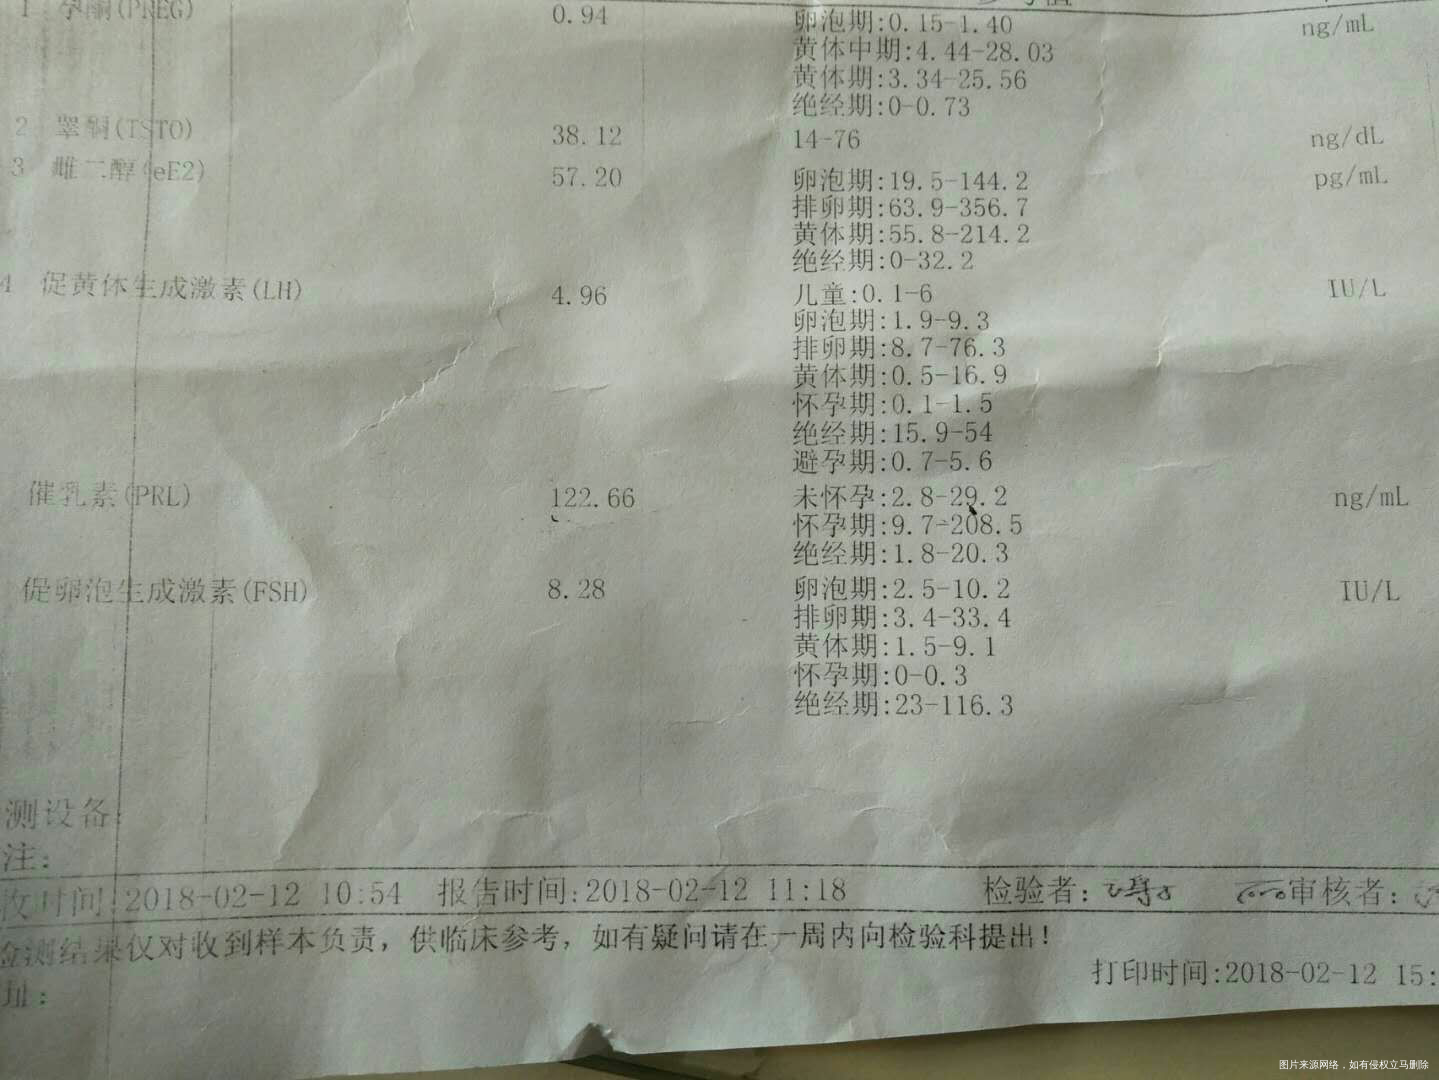 1 孕酮(PREG) 0.94 卵泡期:0.15-1.40 ng/mL
黄体中期:4.44-28.03
黄体期:3.34-25.56
绝经期:0-0.73
2 睾酮(TSTO) 38.12 14-76 ng/dL
3 雌二醇(eE2) 57.20 卵泡期:19.5-144.2 pg/mL
排卵期:63.9-356.7
黄体期:55.8-214.2
绝经期:0-32.2
4 促黄体生成激素(LH) 4.96 儿童:0.1-6 IU/L
卵泡期:1.9-9.3
排卵期:8.7-76.3
黄体期:0.5-16.9
怀孕期:0.1-1.5
绝经期:15.9-54
避孕期:0.7-5.6
催乳素(PRL) 122.66 未怀孕:2.8-29.2 ng/mL
怀孕期:9.7-208.5
绝经期:1.8-20.3
促卵泡生成激素(FSH) 8.28 卵泡期:2.5-10.2 IU/L
排卵期:3.4-33.4
黄体期:1.5-9.1
怀孕期:0-0.3
绝经期:23-116.3
测设备:
注:
收时间:2018-02-12 10:54 报告时间:2018-02-12 11:18 检验者: 审核者:
检测结果仅对收到样本负责，供临床参考，如有疑问请在一周内向检验科提出！
址: 打印时间:2018-02-12 15:
图片来源网络，如有侵权立马删除